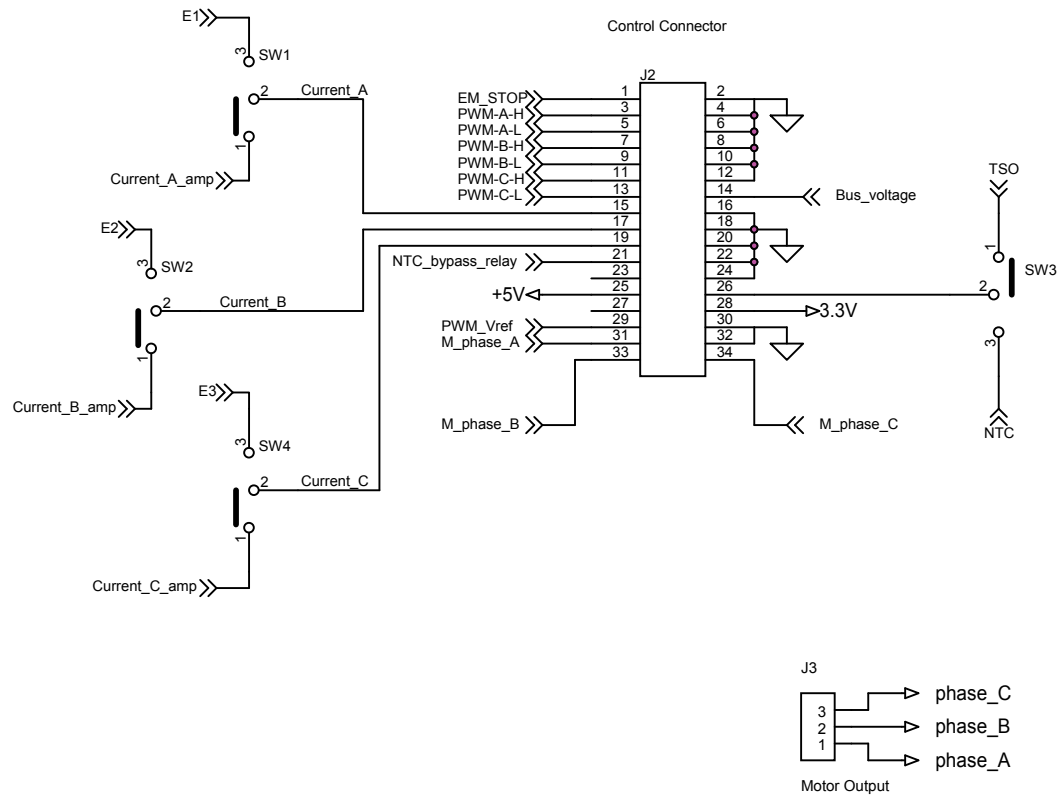 E1
3
SW1
2
Current_A
1
Current_A_amp
E2
3
SW2
2
Current_B
1
Current_B_amp
E3
3
SW4
2
Current_C
1
Current_C_amp
Control Connector
J2
EM_STOP 1
PWM-A-H 3
PWM-A-L 5
PWM-B-H 7
PWM-B-L 9
PWM-C-H 11
PWM-C-L 13
15
17
19
NTC_bypass_relay 21
23
+5V 25
27
PWM_Vref 29
M_phase_A 31
33
M_phase_B
2
4
6
8
10
12
14 Bus_voltage
16
18
20
22
24
26
28 3.3V
30
32
34
M_phase_C
TSO
1
SW3
2
3
NTC
J3
3 phase_C
2 phase_B
1 phase_A
Motor Output